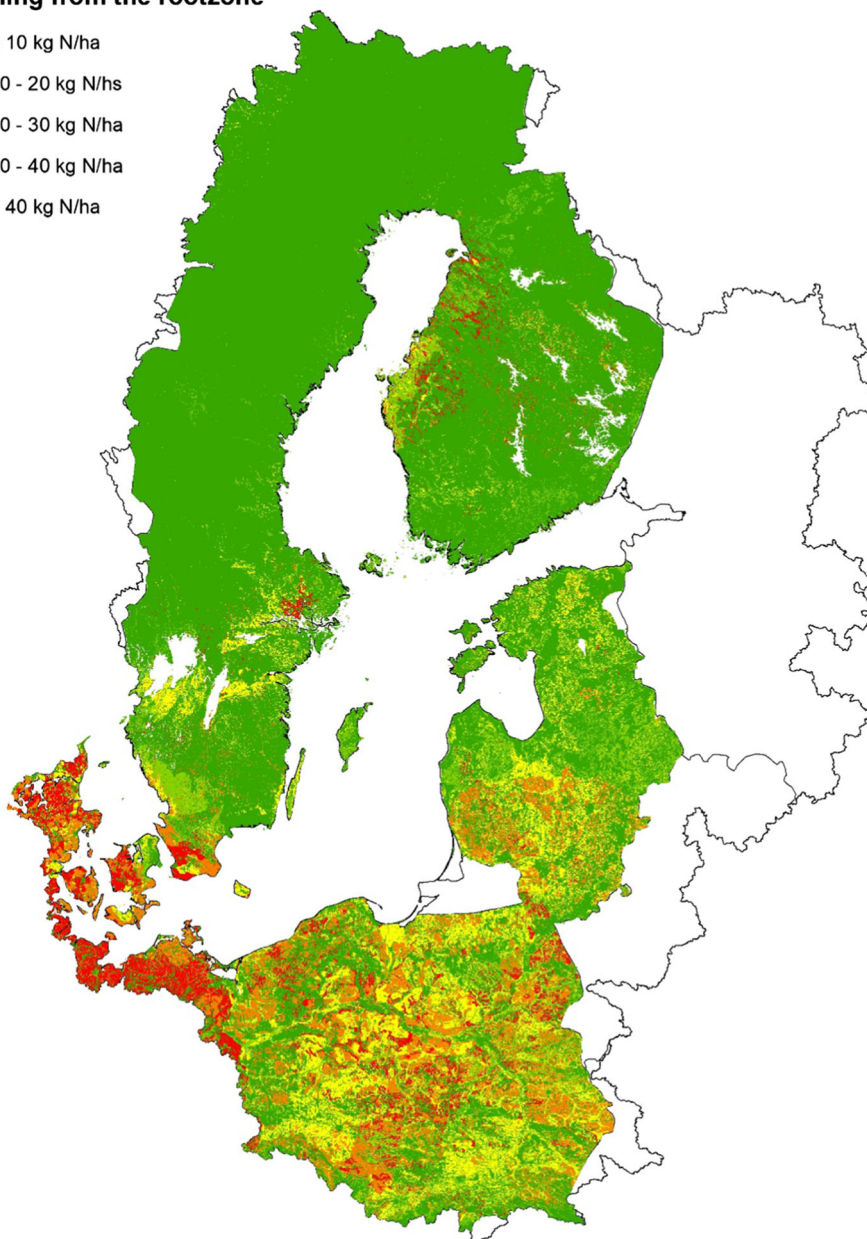 from the rootzone
10 kg N/ha
0 - 20 kg N/hs
0 - 30 kg N/ha
0 - 40 kg N/ha
40 kg N/ha